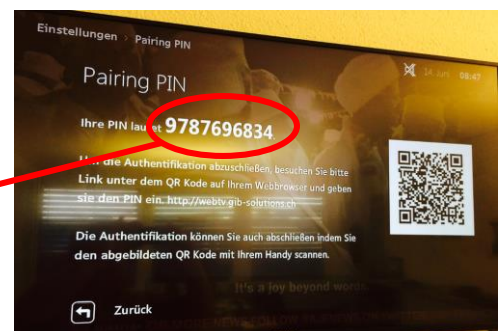 Einstellungen > Pairing PIN
14. Juni 08:47
Pairing PIN
Ihre PIN lautet 9787696834.
Um die Authentifikation abzuschließen, besuchen Sie bitte
Link unter dem QR Kode auf Ihrem Webbrowser und geben
sie den PIN ein. http://webtv.gib-solutions.ch
Die Authentifikation können Sie auch abschließen indem Sie
den abgebildeten QR Kode mit Ihrem Handy scannen.
It's a joy beyond words.
Zurück